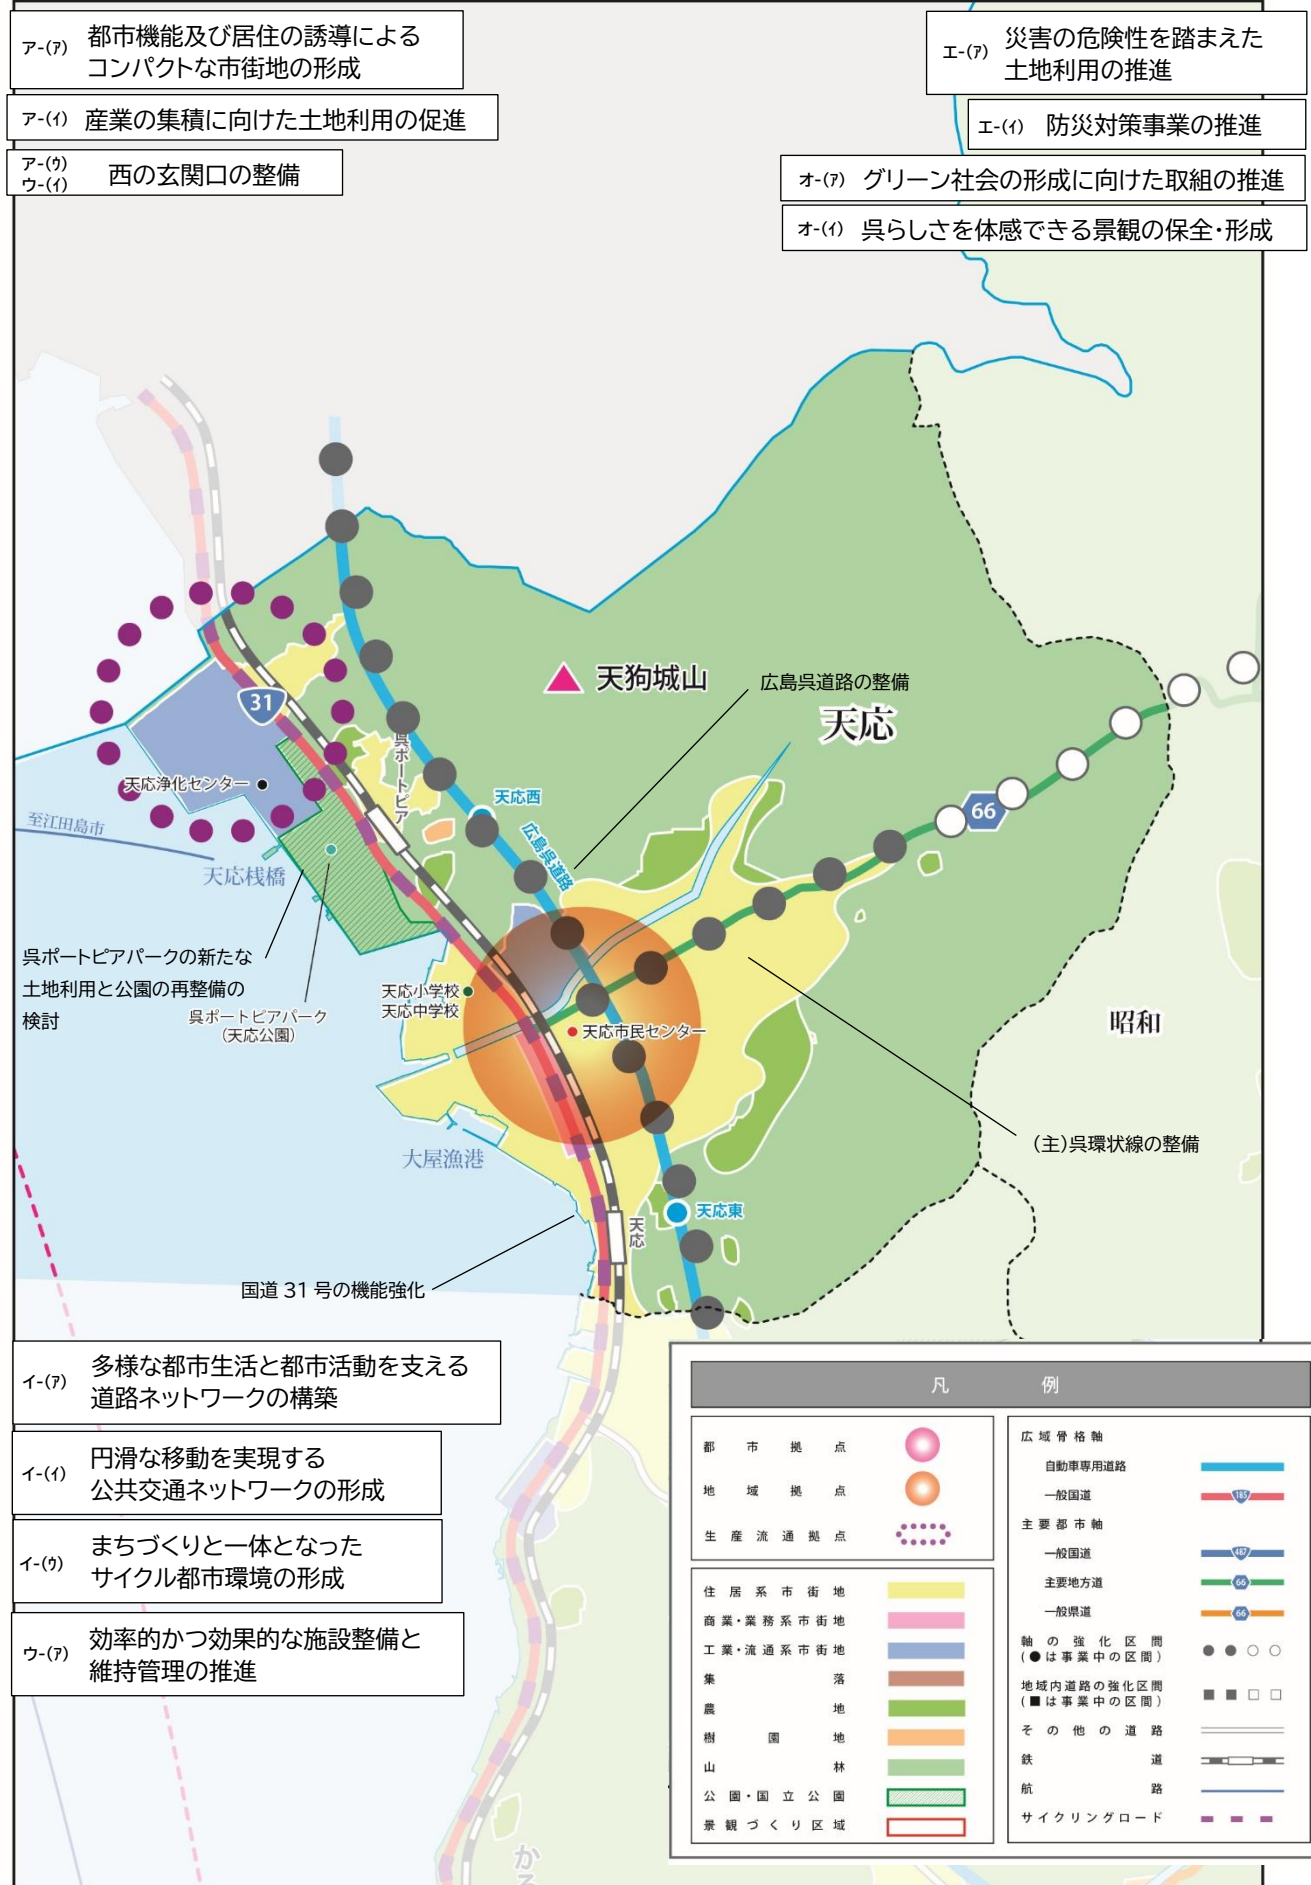 ア-(ア) 都市機能及び居住の誘導による
コンパクトな市街地の形成
ア-(イ) 産業の集積に向けた土地利用の促進
ア-(ウ)
ウ-(イ)
西の玄関口の整備
エ-(ア) 災害の危険性を踏まえた
土地利用の推進
エ-(イ) 防災対策事業の推進
オ-(ア) グリーン社会の形成に向けた取組の推進
オ-(イ) 呉らしさを体感できる景観の保全・形成
天狗城山
広島呉道路の整備
天応
31
呉ポートピア
天応浄化センター
天応西
広島呉道路
66
至江田島市
天応桟橋
呉ポートピアパークの新たな
土地利用と公園の再整備の
検討
呉ポートピアパーク
(天応公園)
天応小学校
天応中学校
天応市民センター
昭和
(主)呉環状線の整備
大屋漁港
天応
天応東
国道 31 号の機能強化
イ-(ア) 多様な都市生活と都市活動を支える
道路ネットワークの構築
イ-(イ) 円滑な移動を実現する
公共交通ネットワークの形成
イ-(ウ) まちづくりと一体となった
サイクル都市環境の形成
ウ-(ア) 効率的かつ効果的な施設整備と
維持管理の推進
凡例
都市拠点
地域拠点
生産流通拠点
住居系市街地
商業・業務系市街地
工業・流通系市街地
集落
農地
樹園地
山林
公園・国立公園
景観づくり区域
広域骨格軸
自動車専用道路
一般国道 185
主要都市軸
一般国道 487
主要地方道 66
一般県道 66
軸の強化区間
(●は事業中の区間)
地域内道路の強化区間
(■は事業中の区間)
その他の道路
鉄道
航路
サイクリングロード
か